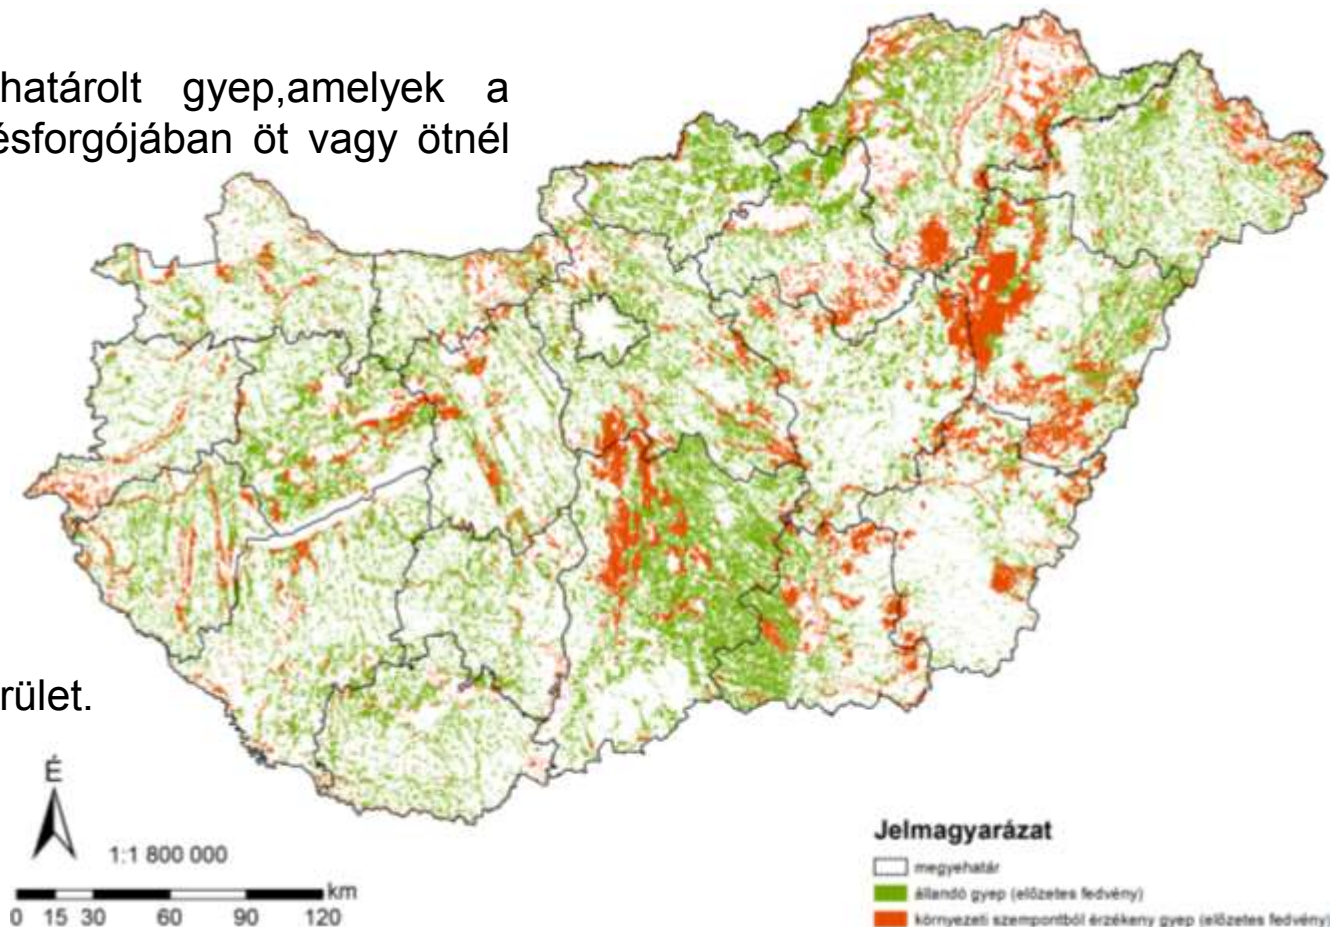 határolt gyep,amelyek a
ésforgójában öt vagy ötnél
rület.
É
1:1 800 000
km
0 15 30 60 90 120
Jelmagyarázat
megyehatár
állandó gyep (előzetes fedvény)
környezeti szempontból érzékeny gyep (előzetes fedvény)